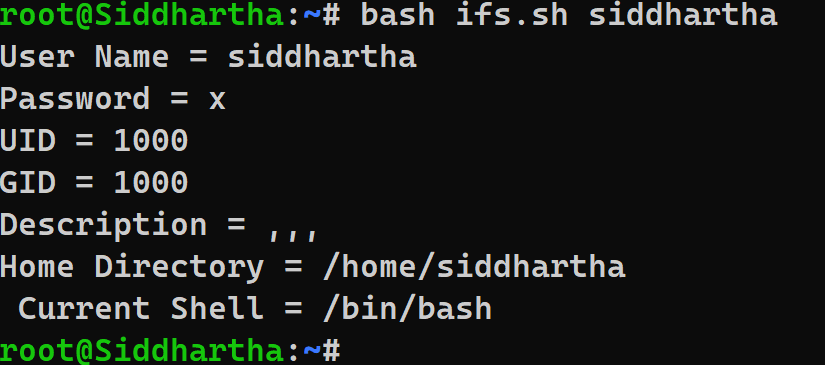 root@Siddhartha:~# bash ifs.sh siddhartha
User Name = siddhartha
Password = x
UID = 1000
GID = 1000
Description = ,,,
Home Directory = /home/siddhartha
 Current Shell = /bin/bash
root@Siddhartha:~#